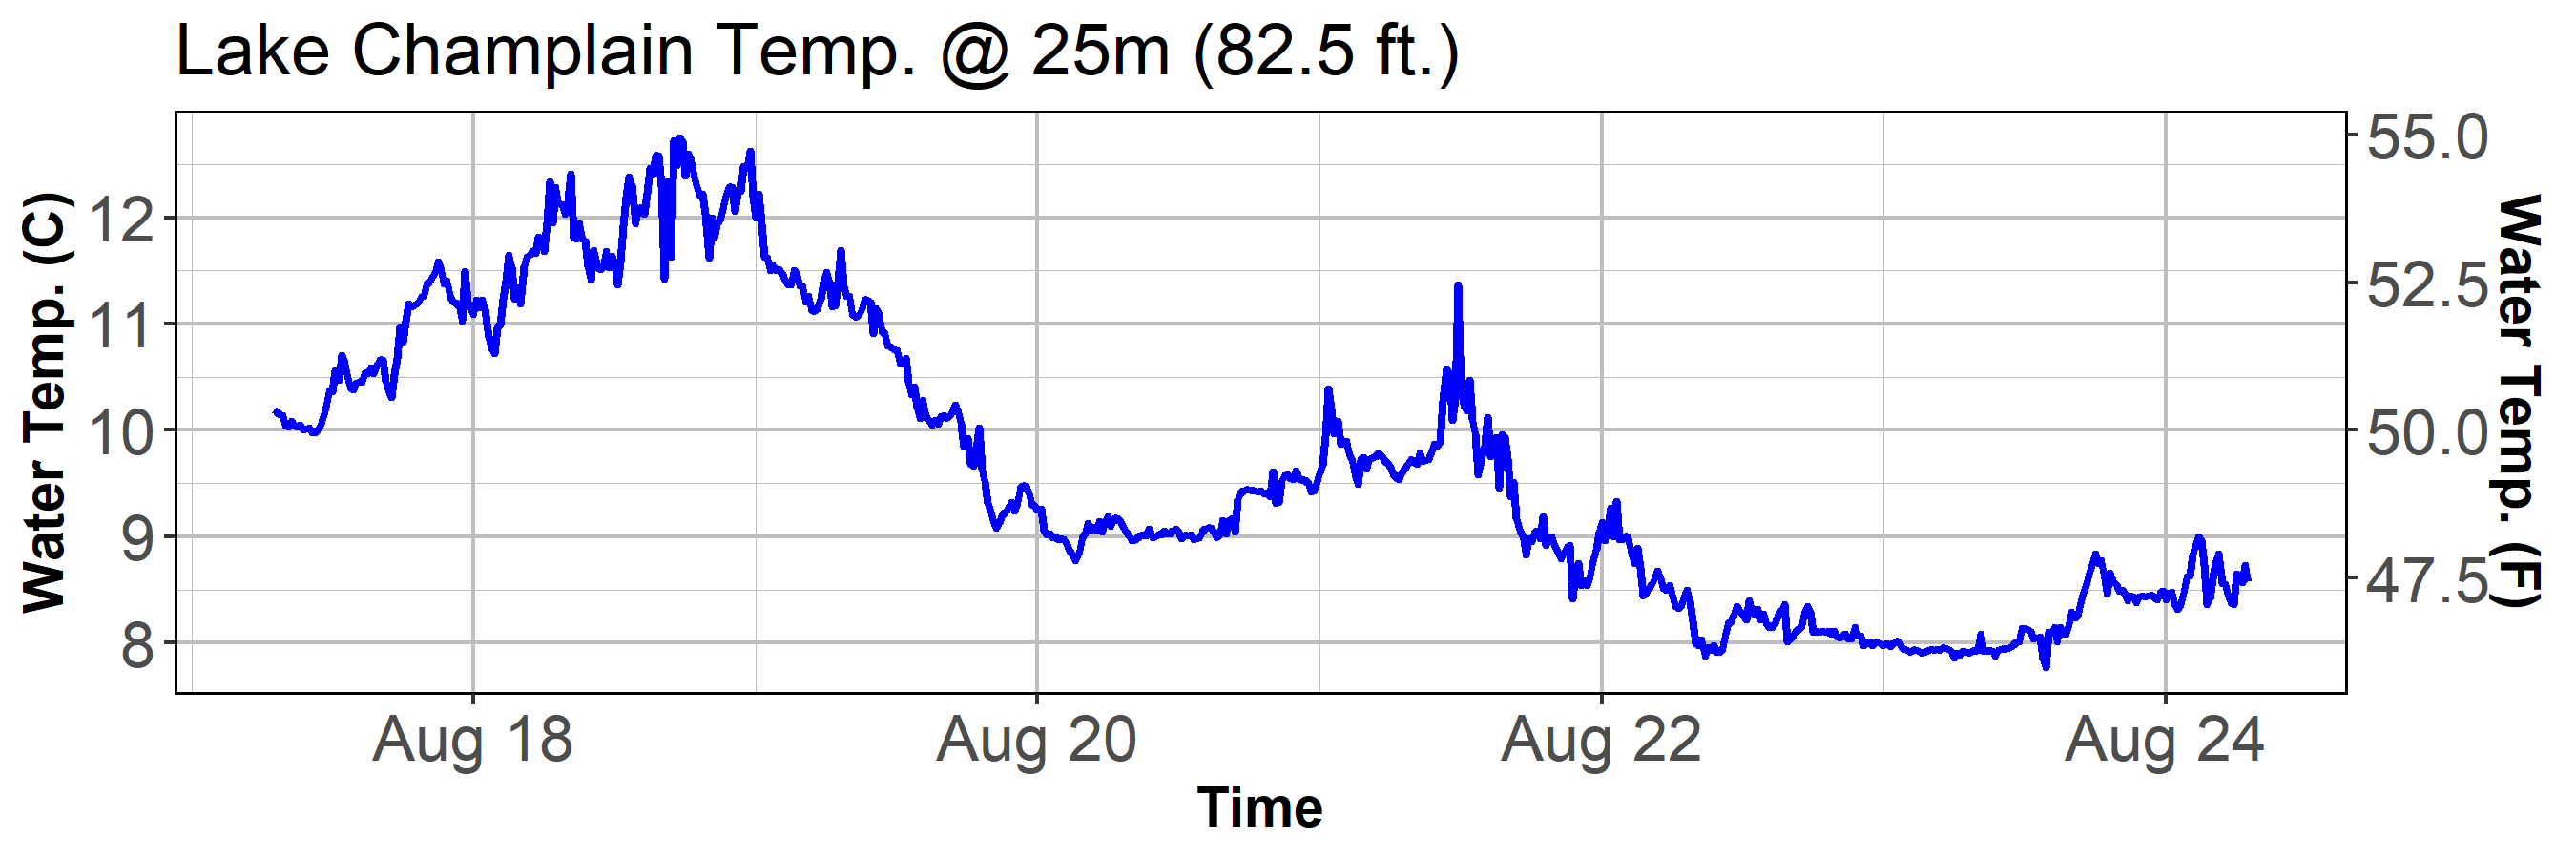 Lake Champlain Temp. @ 25m (82.5 ft.)
Water Temp. (C)
12
11
10
9
8
55.0
52.5
50.0
47.5
Water Temp. (F)
Aug 18
Aug 20
Aug 22
Aug 24
Time